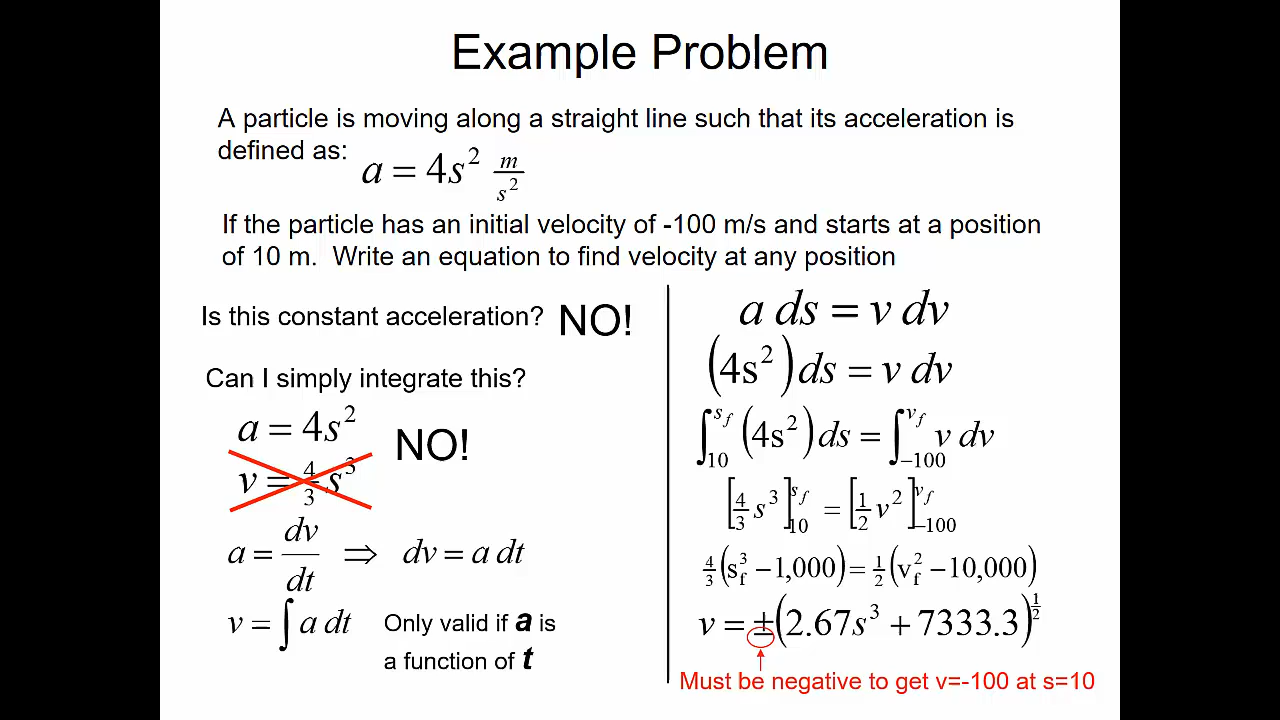 Example Problem
A particle is moving along a straight line such that its acceleration is
defined as:
a = 4s² m/s²
If the particle has an initial velocity of -100 m/s and starts at a position
of 10 m. Write an equation to find velocity at any position
Is this constant acceleration? NO!
Can I simply integrate this?
a = 4s²
NO!
v = 4/3 s³
a = dv/dt ⇒ dv = a dt
v = ∫ a dt
Only valid if a is
a function of t
a ds = v dv
(4s²)ds = v dv
∫₁₀^(s_f) (4s²)ds = ∫₋₁₀₀^(v_f) v dv
[4/3 s³]₁₀^(s_f) = [1/2 v²]₋₁₀₀^(v_f)
4/3(s_f³ − 1,000) = 1/2(v_f² − 10,000)
v = ±(2.67s³ + 7333.3)^(1/2)
Must be negative to get v=-100 at s=10